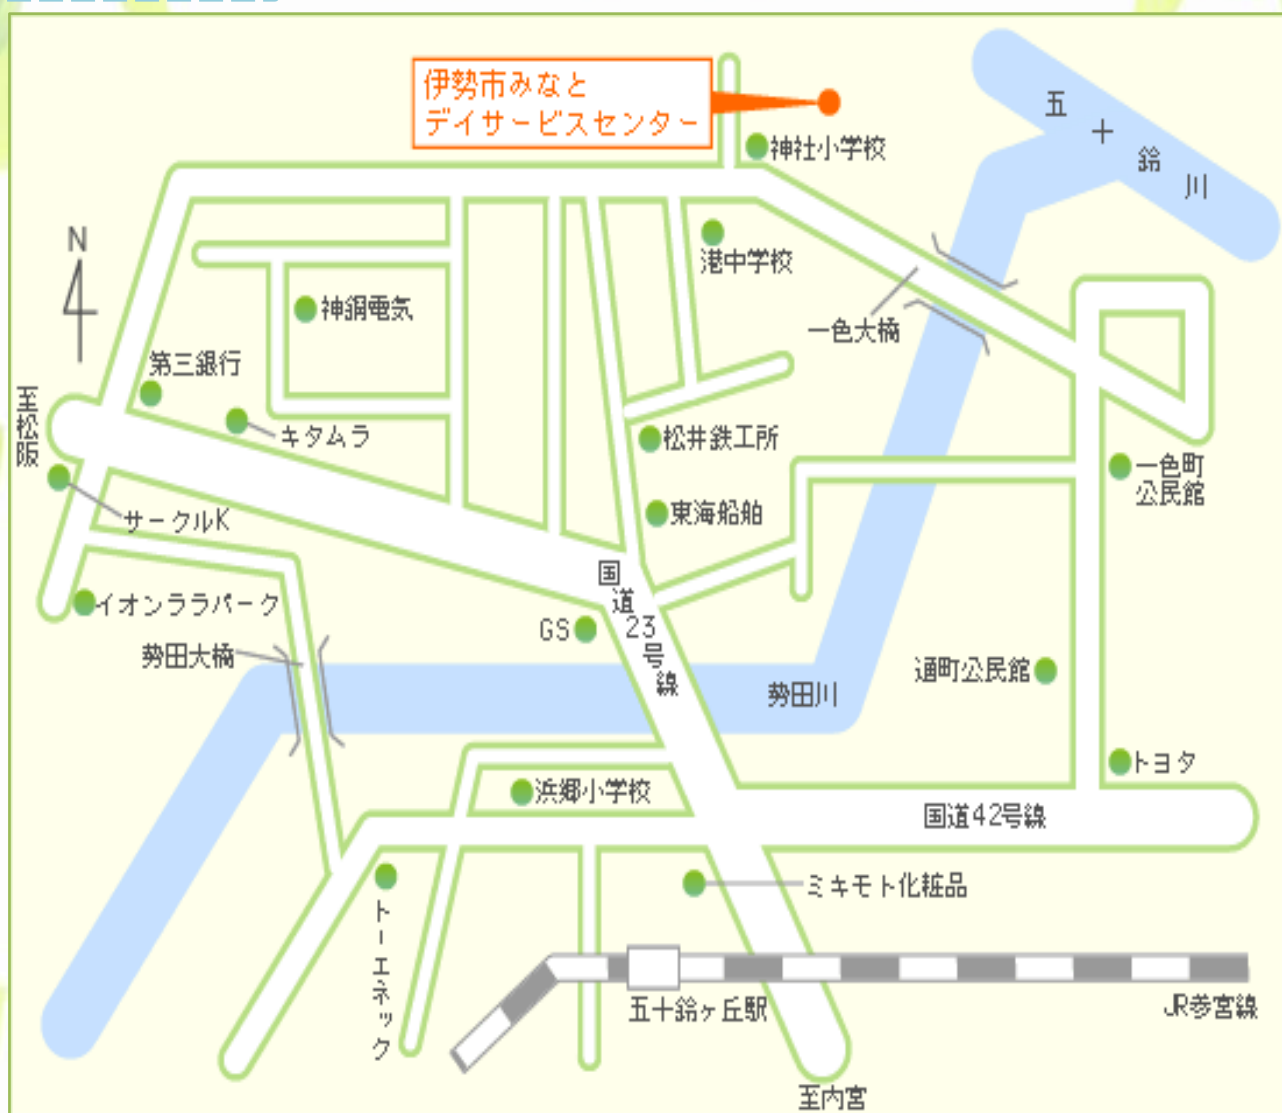 伊勢市みなと
デイサービスセンター
五十鈴川
神社小学校
N
港中学校
神鋼電気
一色大橋
第三銀行
至松阪
キタムラ
松井鉄工所
一色町
公民館
サークルK
東海船舶
国道23号線
イオンララパーク
GS
勢田大橋
通町公民館
勢田川
トヨタ
浜郷小学校
国道42号線
ミキモト化粧品
トーエネック
五十鈴ヶ丘駅
JR参宮線
至内宮